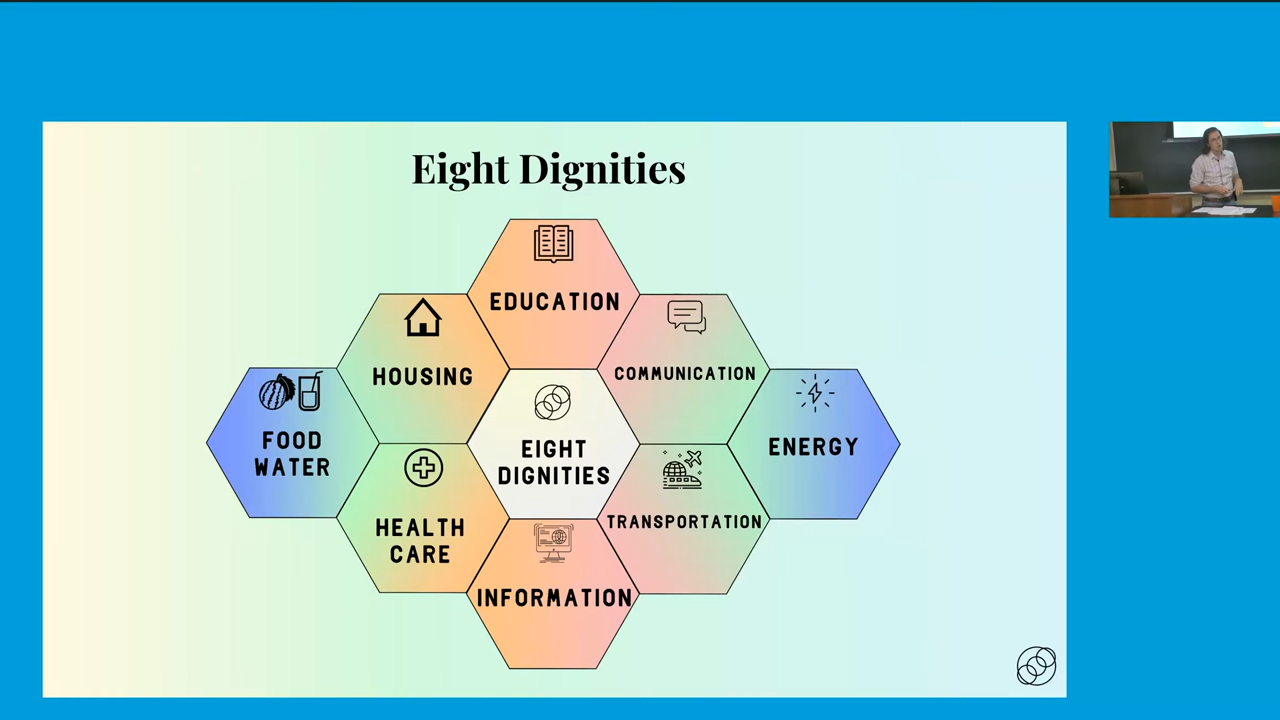 Eight Dignities
EDUCATION
HOUSING
COMMUNICATION
FOOD
WATER
EIGHT
DIGNITIES
ENERGY
HEALTH
CARE
TRANSPORTATION
INFORMATION